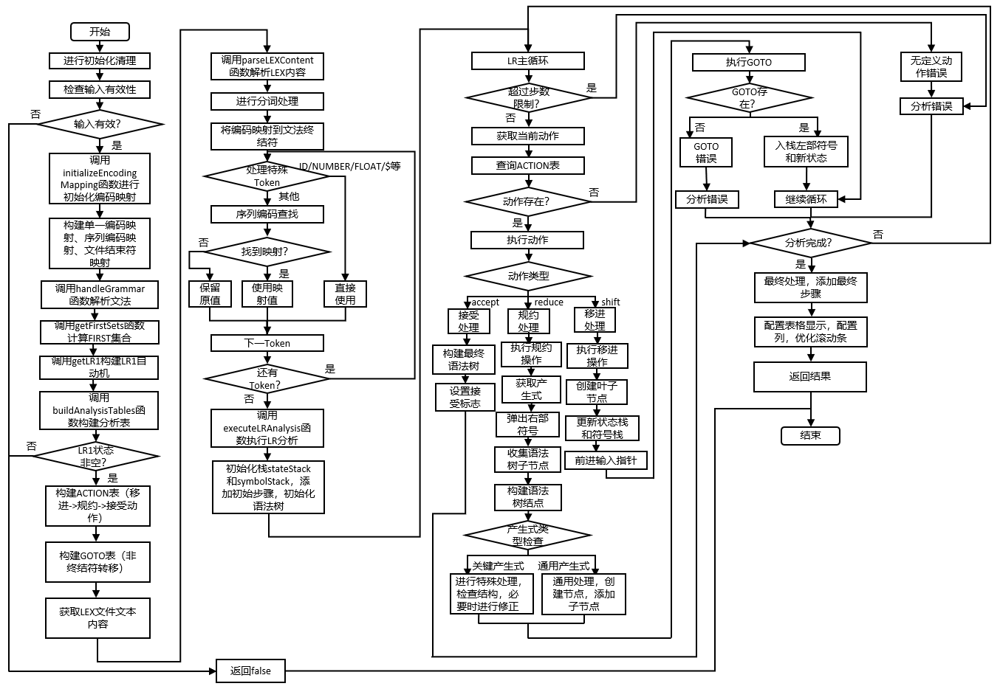 开始
进行初始化清理
检查输入有效性
否
输入有效？
是
调用
initializeEncoding
Mapping函数进行
初始化编码映射
构建单一编码映
射、序列编码映
射、文件结束符
映射
调用handleGrammar
函数解析文法
调用getFirstSets函数
计算FIRST集合
调用getLR1构建LR1自
动机
调用
buildAnalysisTables函
数构建分析表
否
LR1状态
非空？
是
构建ACTION表（移
进->规约->接受动
作）
构建GOTO表（非
终结符转移）
获取LEX文件文本
内容
返回false
调用parseLEXContent
函数解析LEX内容
进行分词处理
将编码映射到文法终
结符
处理特殊
Token
ID/NUMBER/FLOAT/$等
其他
序列编码查找
否
找到映射？
是
保留
原值
使用映
射值
直接
使用
下一Token
还有
Token？
是
否
调用
executeLRAnalysis函
数执行LR分析
初始化栈stateStack
和symbolStack，添
加初始步骤，初始化
语法树
LR主循环
超过步数
限制？
是
否
获取当前动作
查询ACTION表
动作存在？
否
是
执行动作
动作类型
accept
reduce
shift
接受
处理
构建最终
语法树
设置接
受标志
规约
处理
执行规约
操作
获取产
生式
弹出右部
符号
收集语法
树子节点
构建语法
树结点
产生式类
型检查
关键产生式
通用产生式
进行特殊处理，
检查结构，必
要时进行修正
通用处理，创
建节点，添加
子节点
移进
处理
执行移进
操作
创建叶子
节点
更新状态栈
和符号栈
前进输入指针
执行GOTO
GOTO存
在？
否
是
GOTO
错误
入栈左部符号
和新状态
分析错误
继续循环
无定义动
作错误
分析错误
分析完成？
否
是
最终处理，添加最终
步骤
配置表格显示，配置
列，优化滚动条
返回结果
结束